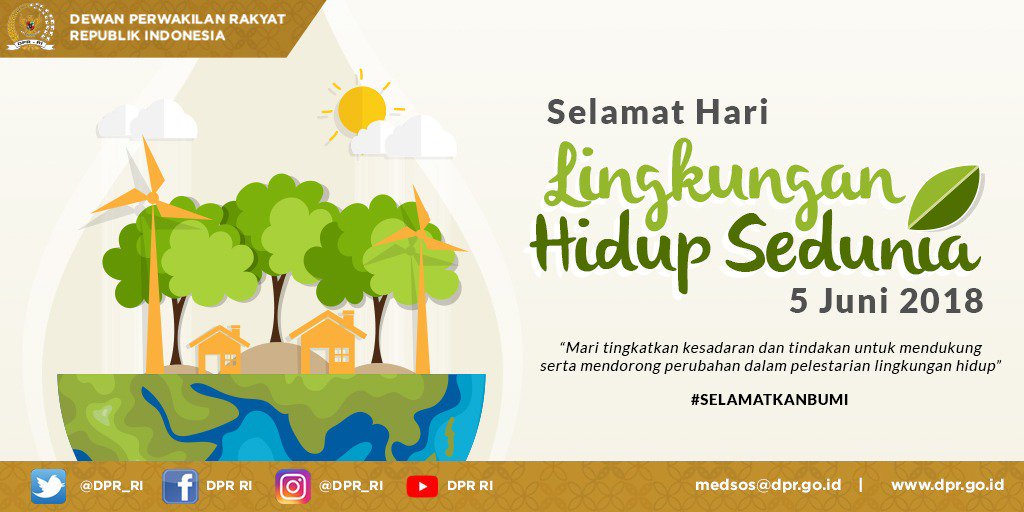 DEWAN PERWAKILAN RAKYAT
REPUBLIK INDONESIA
DPR - RI
Selamat Hari
Lingkungan
Hidup Sedunia
5 Juni 2018
“Mari tingkatkan kesadaran dan tindakan untuk mendukung
serta mendorong perubahan dalam pelestarian lingkungan hidup”
#SELAMATKANBUMI
@DPR_RI DPR RI @DPR_RI DPR RI medsos@dpr.go.id | www.dpr.go.id